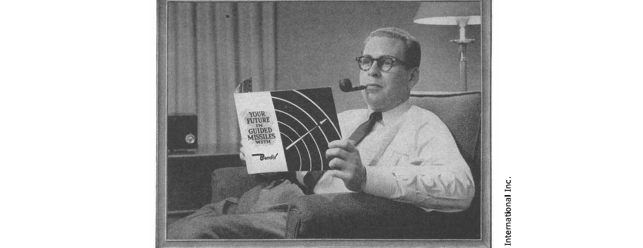 YOUR
FUTURE
IN
GUIDED
MISSILES
WITH
Bendix
International Inc.